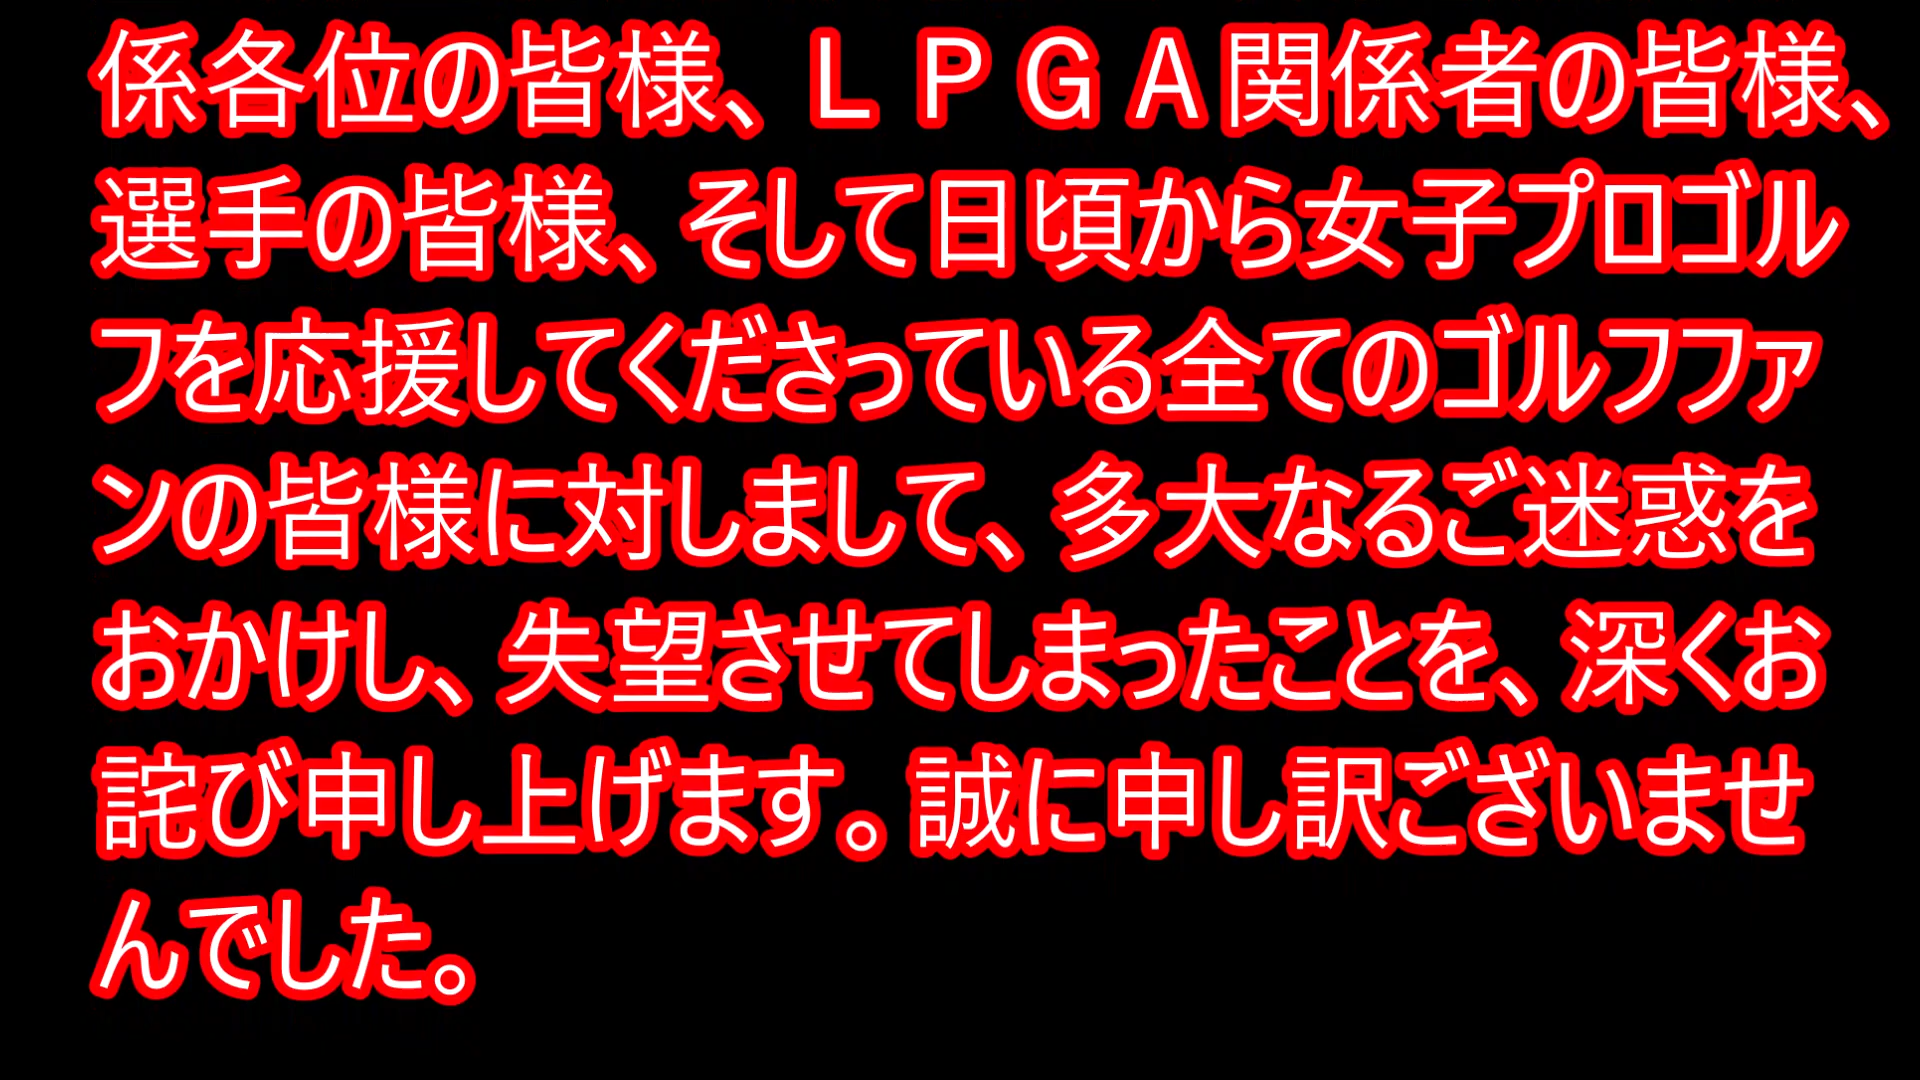 係各位の皆様、ＬＰＧＡ関係者の皆様、
選手の皆様、そして日頃から女子プロゴル
フを応援してくださっている全てのゴルフファ
ンの皆様に対しまして、多大なるご迷惑を
おかけし、失望させてしまったことを、深くお
詫び申し上げます。誠に申し訳ございませ
んでした。